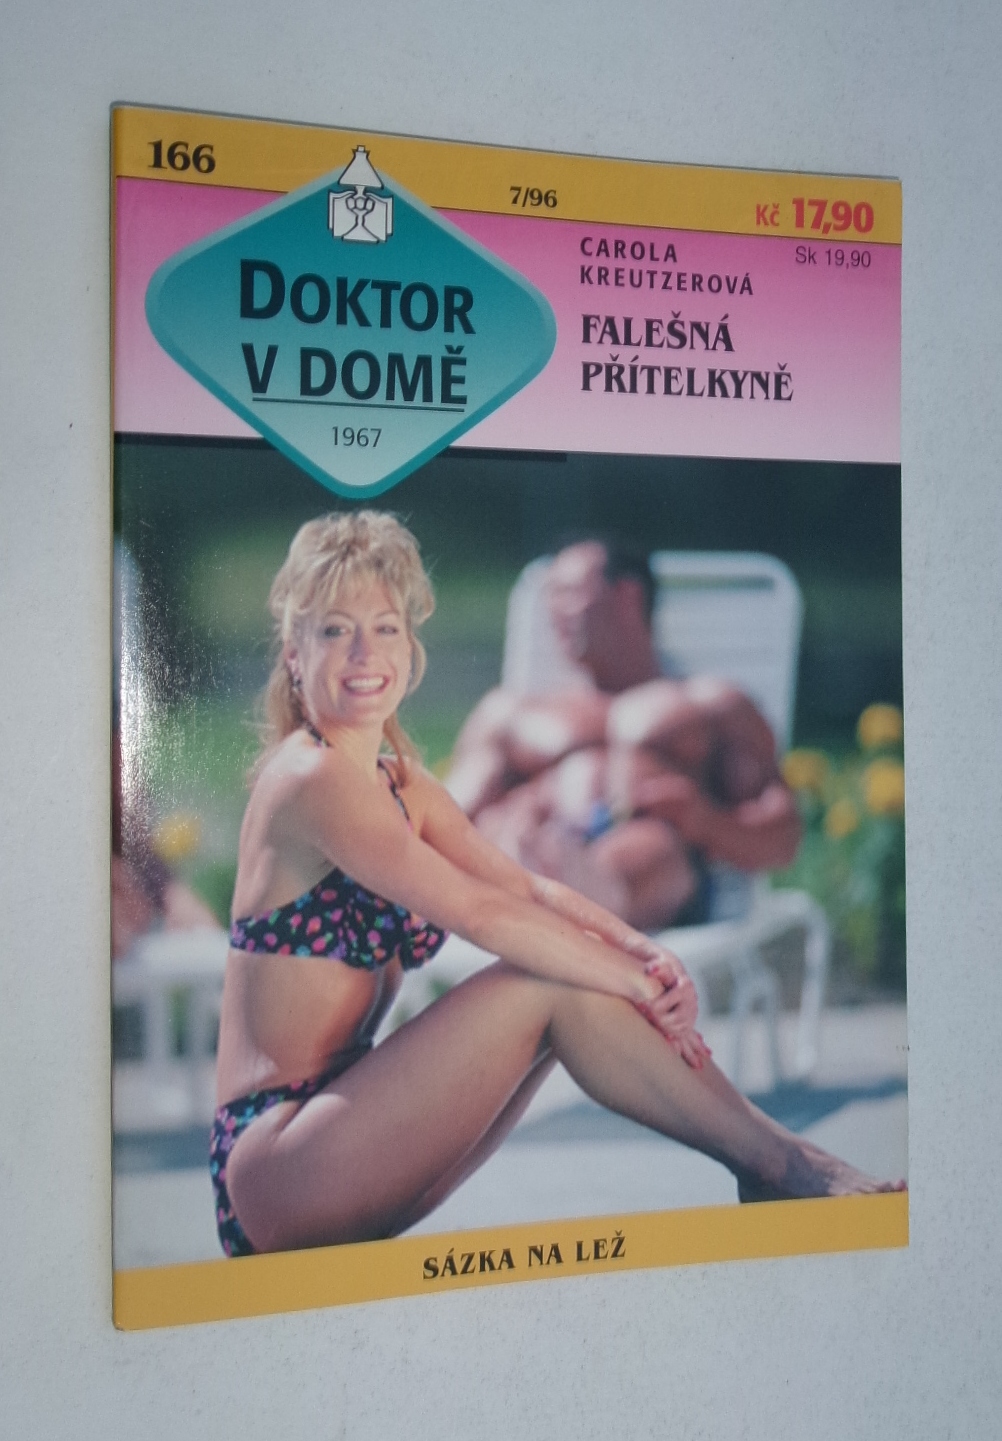 166
7/96
Kč 17,90
Sk 19,90
DOKTOR
V DOMĚ
1967
CAROLA
KREUTZEROVÁ
FALEŠNÁ
PŘÍTELKYNĚ
SÁZKA NA LEŽ